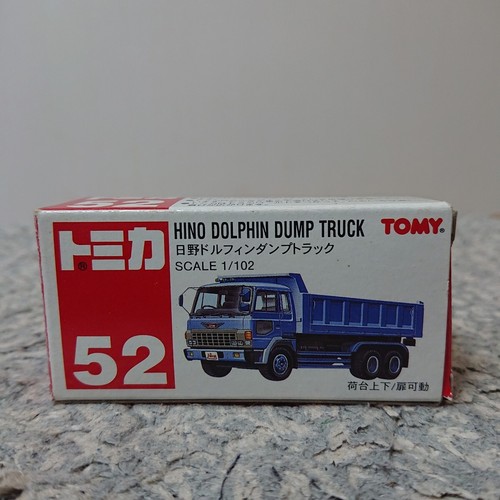 52
トミカ®
52
HINO DOLPHIN DUMP TRUCK
日野ドルフィンダンプトラック
SCALE 1/102
TOMY®
荷台上下/扉可動